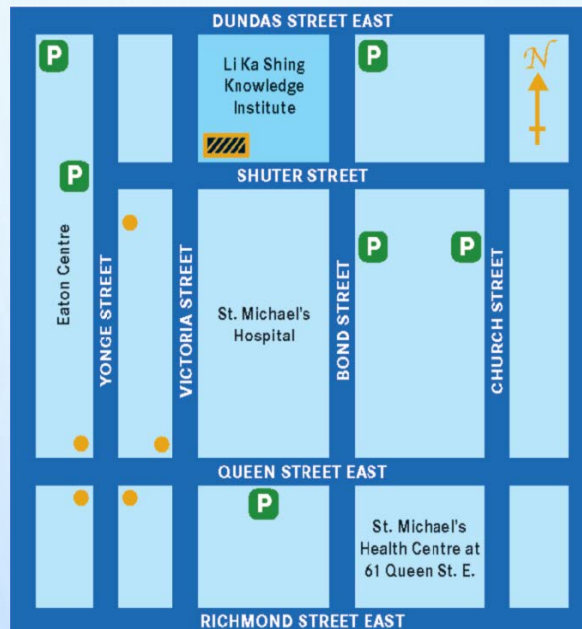 DUNDAS STREET EAST
P
P
Li Ka Shing
Knowledge
Institute
N
P
SHUTER STREET
Eaton Centre
YONGE STREET
VICTORIA STREET
St. Michael's
Hospital
BOND STREET
P
P
CHURCH STREET
QUEEN STREET EAST
P
St. Michael's
Health Centre at
61 Queen St. E.
RICHMOND STREET EAST